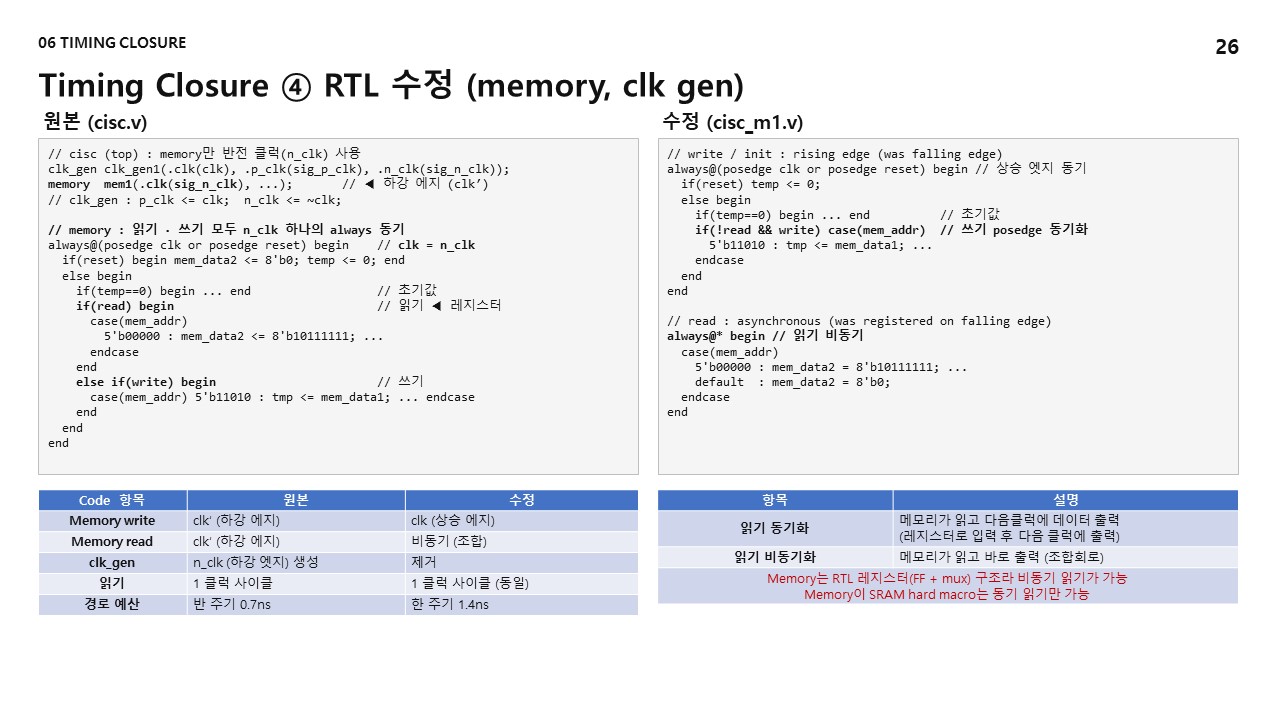 06 TIMING CLOSURE
26
Timing Closure ④ RTL 수정 (memory, clk gen)
원본 (cisc.v)
// cisc (top) : memory만 반전 클럭(n_clk) 사용
clk_gen clk_gen1(.clk(clk), .p_clk(sig_p_clk), .n_clk(sig_n_clk));
memory  mem1(.clk(sig_n_clk), ...);       // ◀ 하강 에지 (clk’)
// clk_gen : p_clk <= clk;  n_clk <= ~clk;
// memory : 읽기 · 쓰기 모두 n_clk 하나의 always 동기
always@(posedge clk or posedge reset) begin    // clk = n_clk
  if(reset) begin mem_data2 <= 8'b0; temp <= 0; end
  else begin
    if(temp==0) begin ... end                  // 초기값
    if(read) begin                             // 읽기 ◀ 레지스터
      case(mem_addr)
        5'b00000 : mem_data2 <= 8'b10111111; ...
      endcase
    end
    else if(write) begin                       // 쓰기
      case(mem_addr) 5'b11010 : tmp <= mem_data1; ... endcase
    end
  end
end
수정 (cisc_m1.v)
// write / init : rising edge (was falling edge)
always@(posedge clk or posedge reset) begin // 상승 엣지 동기
  if(reset) temp <= 0;
  else begin
    if(temp==0) begin ... end          // 초기값
    if(!read && write) case(mem_addr)  // 쓰기 posedge 동기화
      5'b11010 : tmp <= mem_data1; ...
    endcase
  end
end
// read : asynchronous (was registered on falling edge)
always@* begin // 읽기 비동기
  case(mem_addr)
    5'b00000 : mem_data2 = 8'b10111111; ...
    default  : mem_data2 = 8'b0;
  endcase
end
Code 항목 원본 수정
Memory write clk’ (하강 에지) clk (상승 에지)
Memory read clk’ (하강 에지) 비동기 (조합)
clk_gen n_clk (하강 엣지) 생성 제거
읽기 1 클럭 사이클 1 클럭 사이클 (동일)
경로 예산 반 주기 0.7ns 한 주기 1.4ns
항목 설명
읽기 동기화 메모리가 읽고 다음클럭에 데이터 출력
(레지스터로 입력 후 다음 클럭에 출력)
읽기 비동기화 메모리가 읽고 바로 출력 (조합회로)
Memory는 RTL 레지스터(FF + mux) 구조라 비동기 읽기가 가능
Memory이 SRAM hard macro는 동기 읽기만 가능